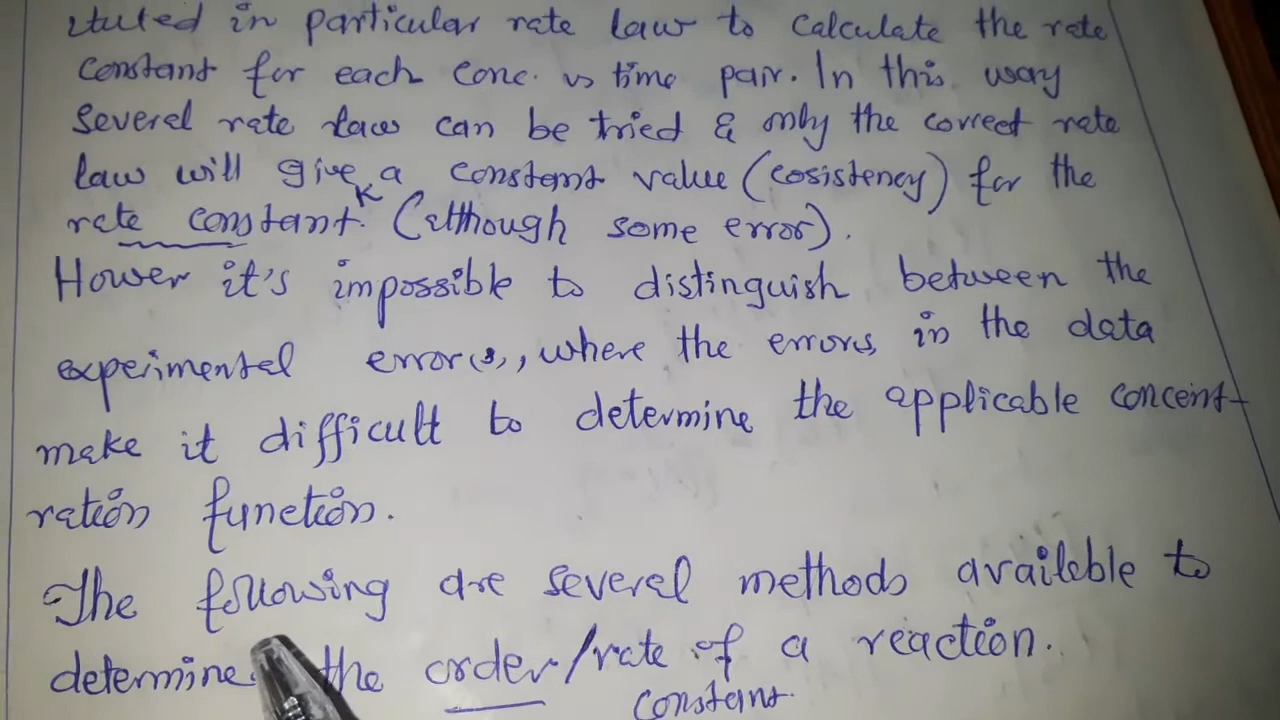 ituted in particular rate law to calculate the rate
constant for each conc. vs time pair. In this way
several rate laws can be tried & only the correct rate
law will give a constant value (cosistency) for the
rate constant. K (although some error).
Hower it's impossible to distinguish between the
experimental error(s), where the errors, in the data
make it difficult to determine the applicable concent-
ration function.
The following are several methods available to
determine the order/rate of a reaction.
constant.